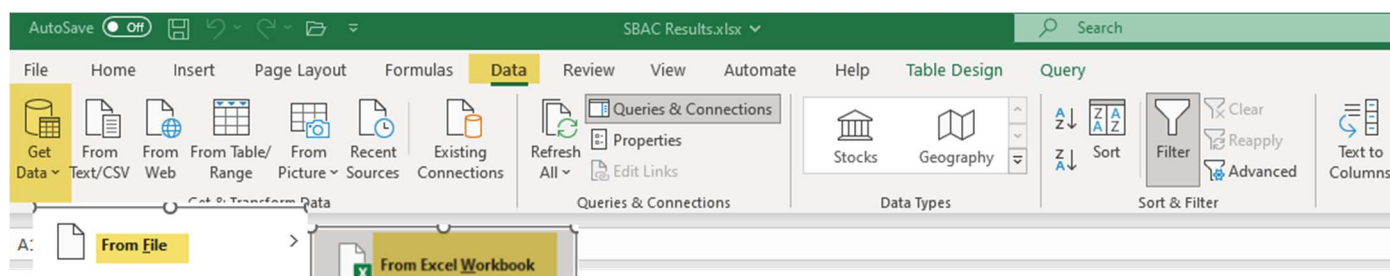 AutoSave Off SBAC Results.xlsx Search
File Home Insert Page Layout Formulas Data Review View Automate Help Table Design Query
Get Data
From Text/CSV
From Web
From Table/ Range
From Picture
Recent Sources
Existing Connections
Refresh All
Queries & Connections
Properties
Edit Links
Stocks
Geography
Sort
Filter
Clear
Reapply
Advanced
Text to Columns
Get & Transform Data
Queries & Connections
Data Types
Sort & Filter
From File
From Excel Workbook